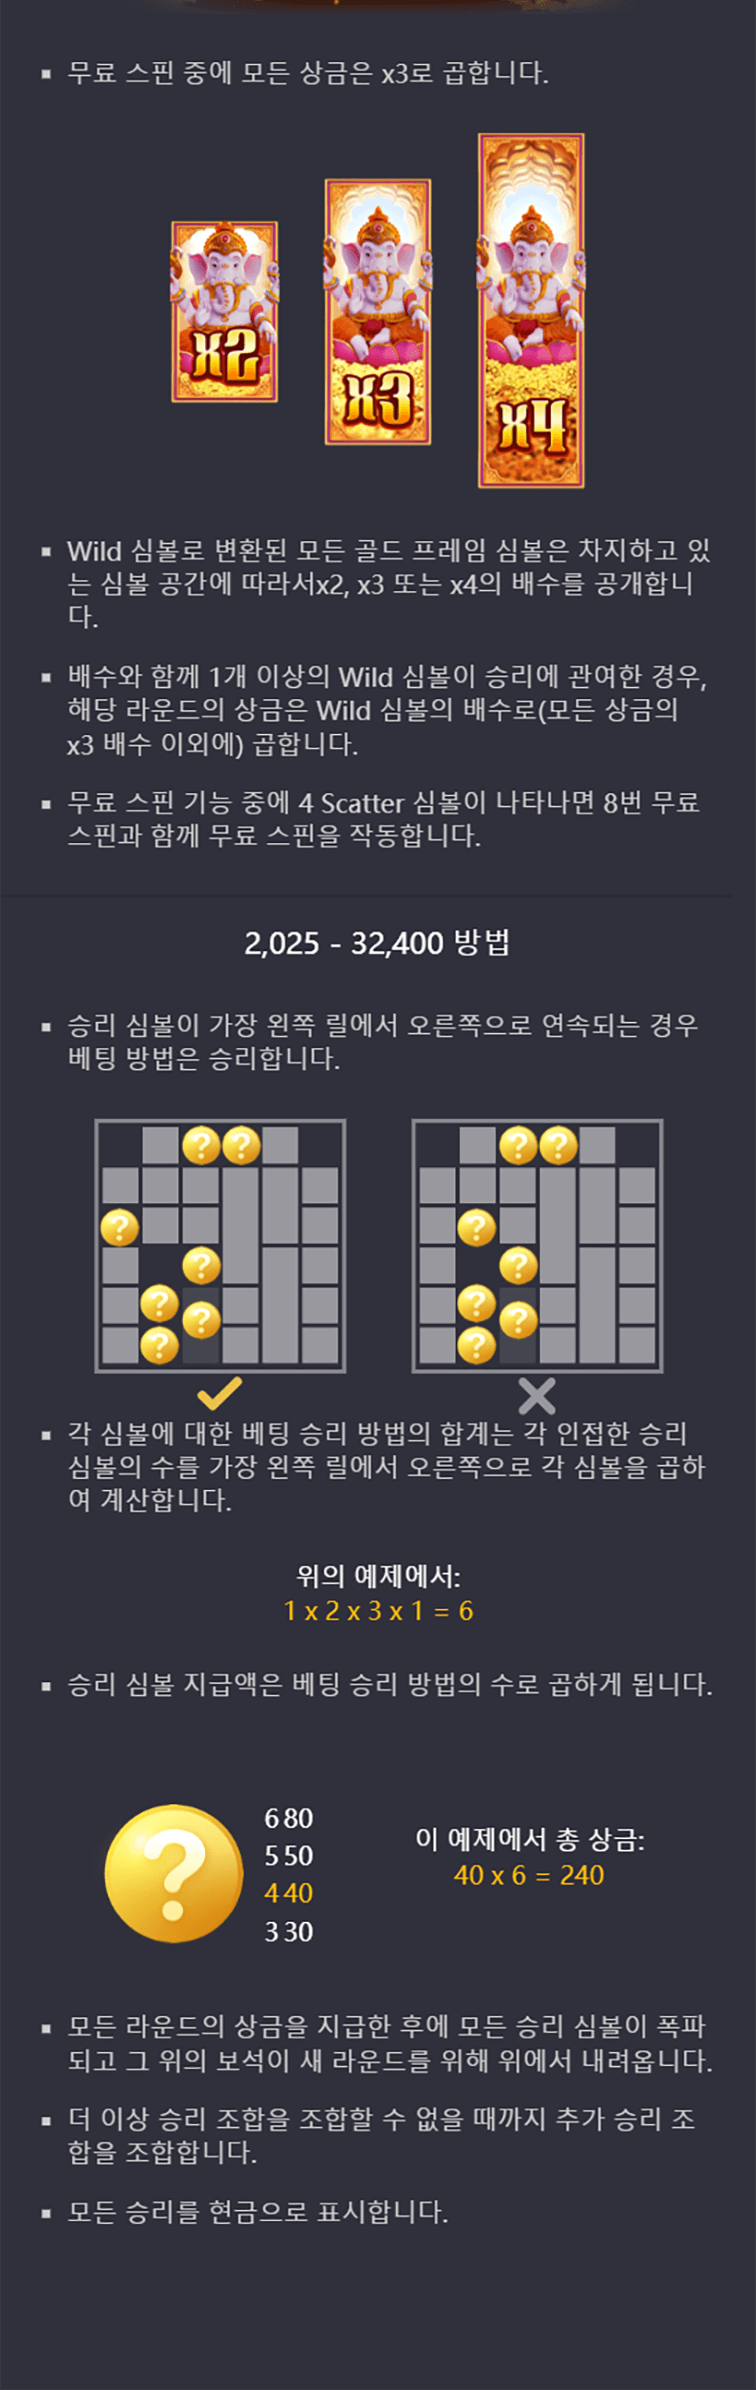 무료 스핀 중에 모든 상금은 x3로 곱합니다.
x2
x3
x4
Wild 심볼로 변환된 모든 골드 프레임 심볼은 차지하고 있
는 심볼 공간에 따라서x2, x3 또는 x4의 배수를 공개합니
다.
배수와 함께 1개 이상의 Wild 심볼이 승리에 관여한 경우,
해당 라운드의 상금은 Wild 심볼의 배수로(모든 상금의
x3 배수 이외에) 곱합니다.
무료 스핀 기능 중에 4 Scatter 심볼이 나타나면 8번 무료
스핀과 함께 무료 스핀을 작동합니다.
2,025 - 32,400 방법
승리 심볼이 가장 왼쪽 릴에서 오른쪽으로 연속되는 경우
베팅 방법은 승리합니다.
? ? ? ?
? ?
? ?
? ?
? ?
? ?
? ?
각 심볼에 대한 베팅 승리 방법의 합계는 각 인접한 승리
심볼의 수를 가장 왼쪽 릴에서 오른쪽으로 각 심볼을 곱하
여 계산합니다.
위의 예제에서:
1 x 2 x 3 x 1 = 6
승리 심볼 지급액은 베팅 승리 방법의 수로 곱하게 됩니다.
?
6 80
5 50
4 40
3 30
이 예제에서 총 상금:
40 x 6 = 240
모든 라운드의 상금을 지급한 후에 모든 승리 심볼이 폭파
되고 그 위의 보석이 새 라운드를 위해 위에서 내려옵니다.
더 이상 승리 조합을 조합할 수 없을 때까지 추가 승리 조
합을 조합합니다.
모든 승리를 현금으로 표시합니다.